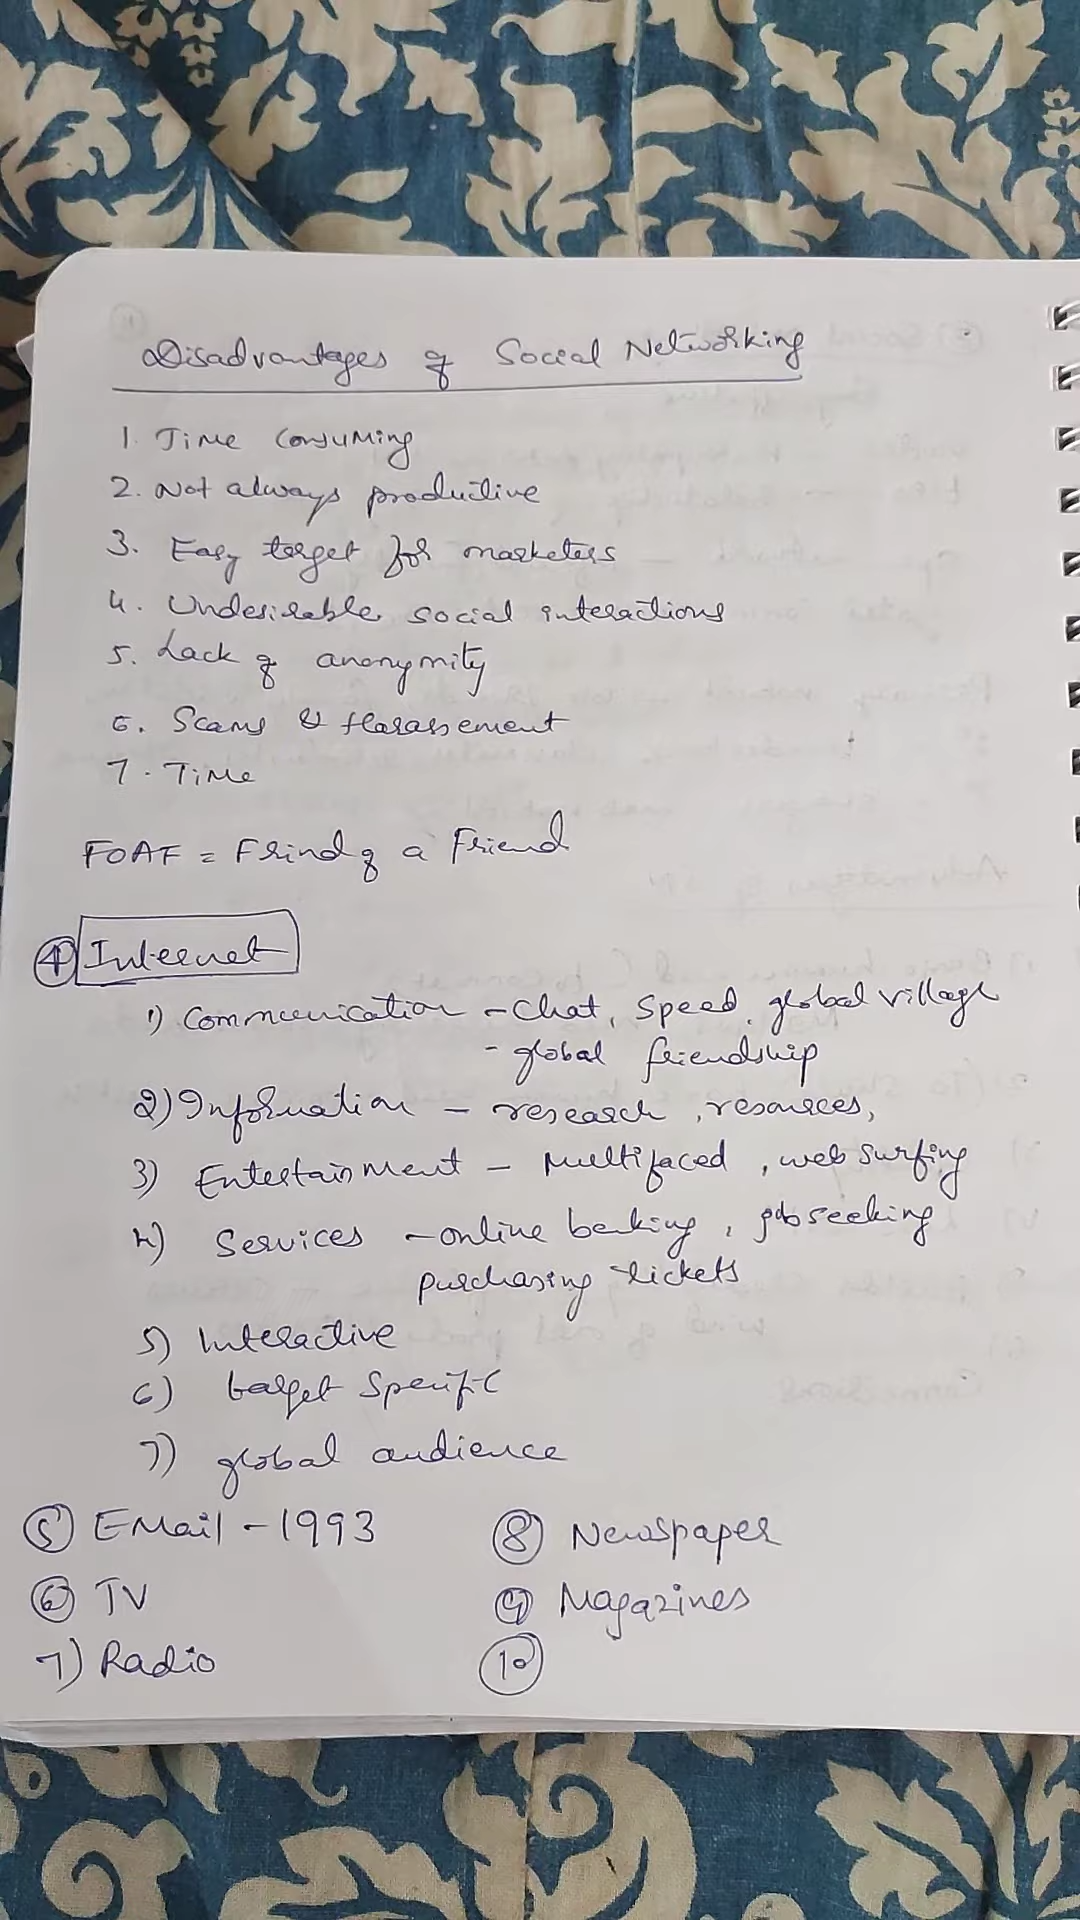 Disadvantages of Social Networking
1. Time Consuming
2. Not always productive
3. Easy target for marketers
4. Undesirable social interactions
5. Lack of anonymity
6. Scams & Harassement
7. Time
FOAF = Frind of a Friend
④ Internet
1) Communication - Chat, Speed, global village
- global friendship
2) Information - research, resources,
3) Entertainment - Multifaced, web surfing
4) Services - online banking, job seeking
purchasing tickets
5) Interactive
6) target specific
7) global audience
⑤ EMail - 1993
⑥ TV
7) Radio
⑧ Newspaper
⑨ Magazines
⑩